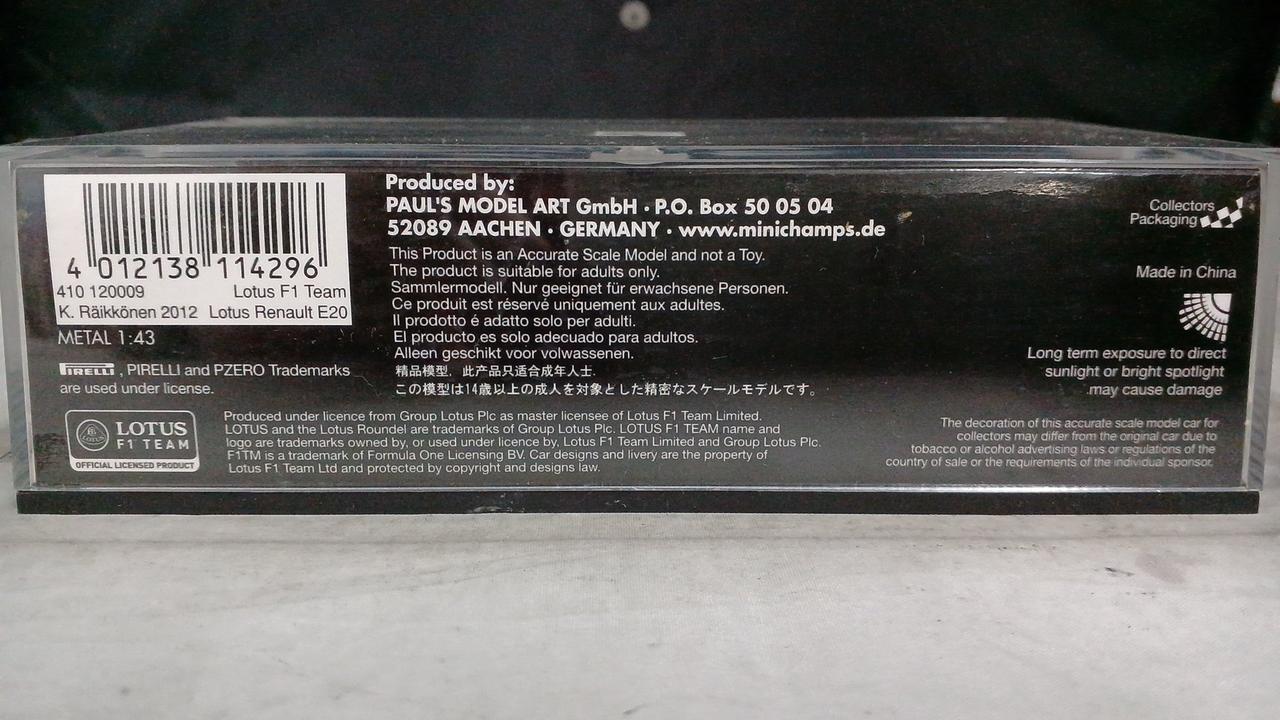 4 012138 114296
410 120009 Lotus F1 Team
K. Räikkönen 2012 Lotus Renault E20
METAL 1:43
PIRELLI, PIRELLI and PZERO Trademarks
are used under license.
LOTUS
F1 TEAM
OFFICIAL LICENSED PRODUCT
Produced by:
PAUL'S MODEL ART GmbH · P.O. Box 50 05 04
52089 AACHEN · GERMANY · www.minichamps.de
This Product is an Accurate Scale Model and not a Toy.
The product is suitable for adults only.
Sammlermodell. Nur geeignet für erwachsene Personen.
Ce produit est réservé uniquement aux adultes.
Il prodotto é adatto solo per adulti.
El producto es solo adecuado para adultos.
Alleen geschikt voor volwassenen.
精品模型，此产品只适合成年人士.
この模型は14歳以上の成人を対象とした精密なスケールモデルです。
Produced under licence from Group Lotus Plc as master licensee of Lotus F1 Team Limited.
LOTUS and the Lotus Roundel are trademarks of Group Lotus Plc. LOTUS F1 TEAM name and
logo are trademarks owned by, or used under licence by, Lotus F1 Team Limited and Group Lotus Plc.
F1TM is a trademark of Formula One Licensing BV. Car designs and livery are the property of
Lotus F1 Team Ltd and protected by copyright and designs law.
Collectors
Packaging
Made in China
Long term exposure to direct
sunlight or bright spotlight
may cause damage
The decoration of this accurate scale model car for
collectors may differ from the original car due to
tobacco or alcohol advertising laws or regulations of the
country of sale or the requirements of the individual sponsor.